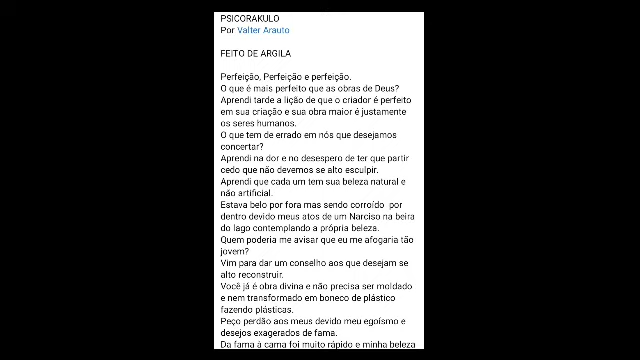 PSICORAKULO
Por Valter Arauto
FEITO DE ARGILA
Perfeição, Perfeição e perfeição.
O que é mais perfeito que as obras de Deus?
Aprendi tarde a lição de que o criador é perfeito
em sua criação e sua obra maior é justamente
os seres humanos.
O que tem de errado em nós que desejamos
concertar?
Aprendi na dor e no desespero de ter que partir
cedo que não devemos se alto esculpir.
Aprendi que cada um tem sua beleza natural e
não artificial.
Estava belo por fora mas sendo corroído por
dentro devido meus atos de um Narciso na beira
do lago contemplando a própria beleza.
Quem poderia me avisar que eu me afogaria tão
jovem?
Vim para dar um conselho aos que desejam se
alto reconstruir.
Você já é obra divina e não precisa ser moldado
e nem transformado em boneco de plástico
fazendo plásticas.
Peço perdão aos meus devido meu egoísmo e
desejos exagerados de fama.
Da fama à cama foi muito rápido e minha beleza